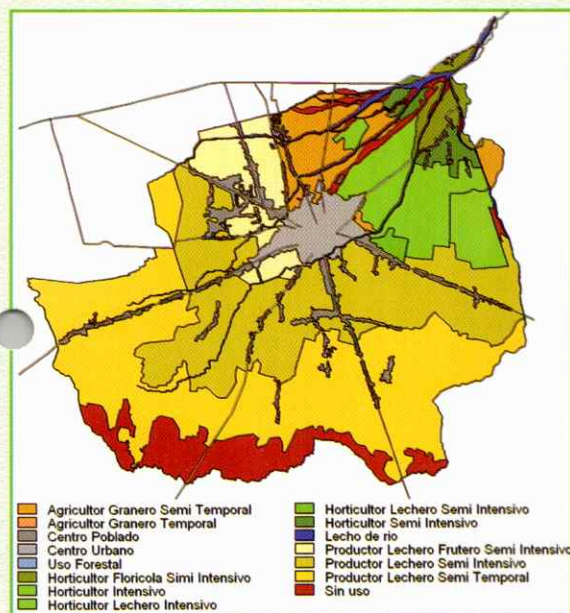 Agricultor Granero Semi Temporal
Agricultor Granero Temporal
Centro Poblado
Centro Urbano
Uso Forestal
Horticultor Floricola Simi Intensivo
Horticultor Intensivo
Horticultor Lechero Intensivo
Horticultor Lechero Semi Intensivo
Horticultor Semi Intensivo
Lecho de rio
Productor Lechero Frutero Semi Intensivo
Productor Lechero Semi Intensivo
Productor Lechero Semi Temporal
Sin uso